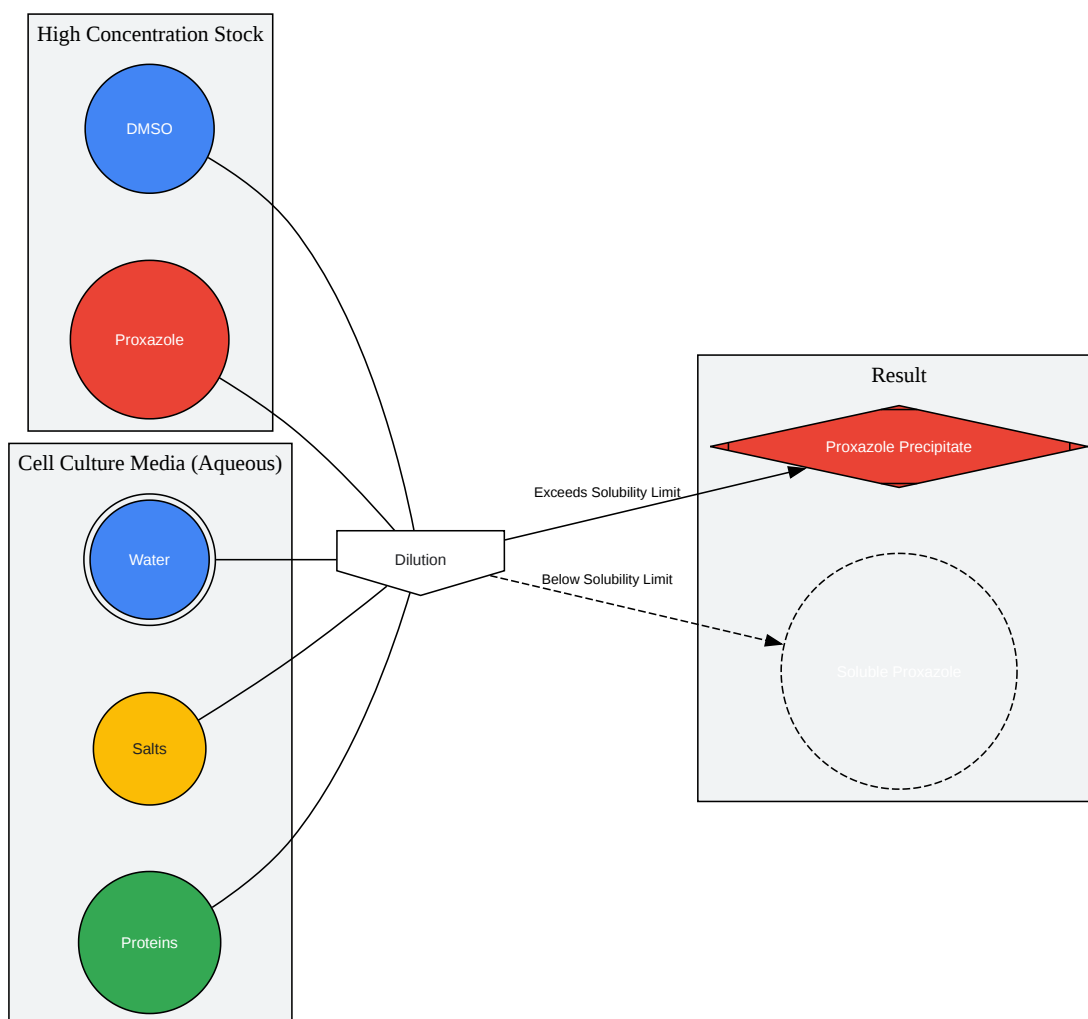 High Concentration Stock
DMSO
Proxazole
Cell Culture Media (Aqueous)
Water
Salts
Proteins
Dilution
Exceeds Solubility Limit
Below Solubility Limit
Result
Proxazole Precipitate
Soluble Proxazole